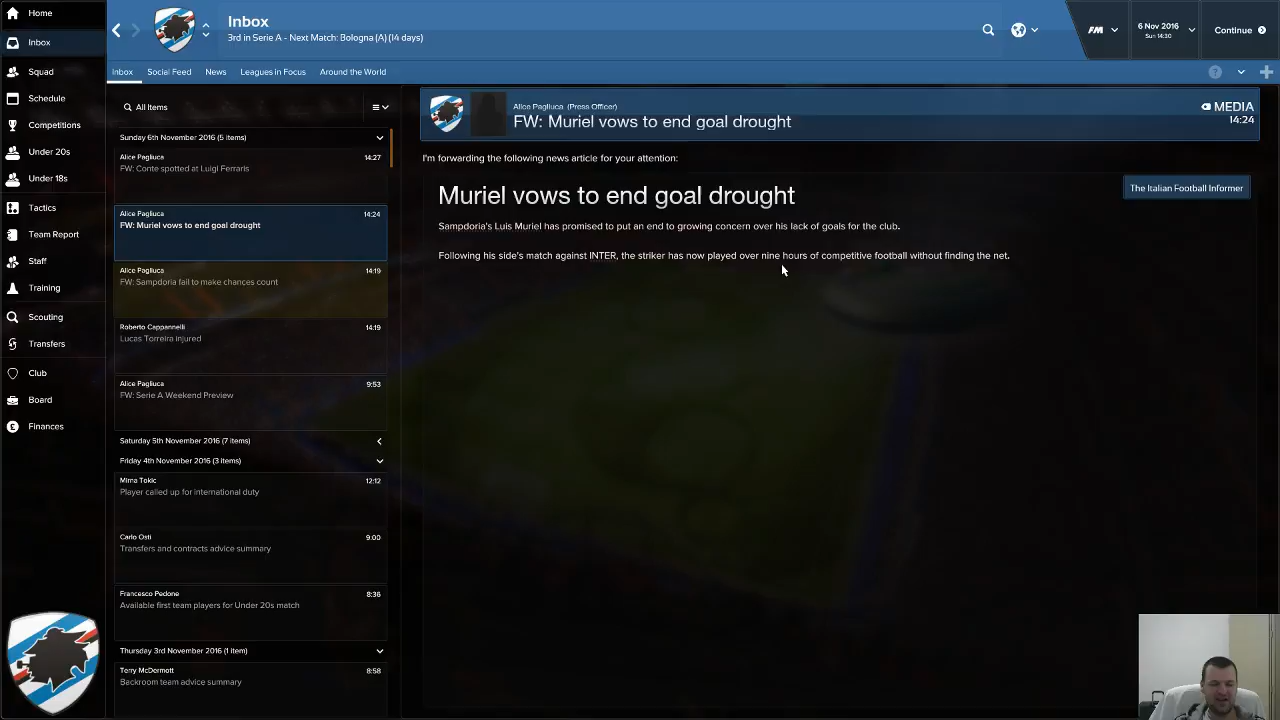 Home
Inbox
Squad
Schedule
Competitions
Under 20s
Under 18s
Tactics
Team Report
Staff
Training
Scouting
Transfers
Club
Board
Finances
Inbox
3rd in Serie A - Next Match: Bologna (A) (14 days)
FM
6 Nov 2016
Sun 14:30
Continue
Inbox
Social Feed
News
Leagues in Focus
Around the World
?
All Items
Sunday 6th November 2016 (5 items)
Alice Pagliuca 14:27
FW: Conte spotted at Luigi Ferraris
Alice Pagliuca 14:24
FW: Muriel vows to end goal drought
Alice Pagliuca 14:19
FW: Sampdoria fail to make chances count
Roberto Cappannelli 14:19
Lucas Torreira injured
Alice Pagliuca 9:53
FW: Serie A Weekend Preview
Saturday 5th November 2016 (7 items)
Friday 4th November 2016 (3 items)
Mirna Tokic 12:12
Player called up for international duty
Carlo Osti 9:00
Transfers and contracts advice summary
Francesco Pedone 8:36
Available first team players for Under 20s match
Thursday 3rd November 2016 (1 item)
Terry McDermott 8:58
Backroom team advice summary
Alice Pagliuca (Press Officer)
FW: Muriel vows to end goal drought
MEDIA
14:24
I'm forwarding the following news article for your attention:
Muriel vows to end goal drought
The Italian Football Informer
Sampdoria's Luis Muriel has promised to put an end to growing concern over his lack of goals for the club.
Following his side's match against INTER, the striker has now played over nine hours of competitive football without finding the net.